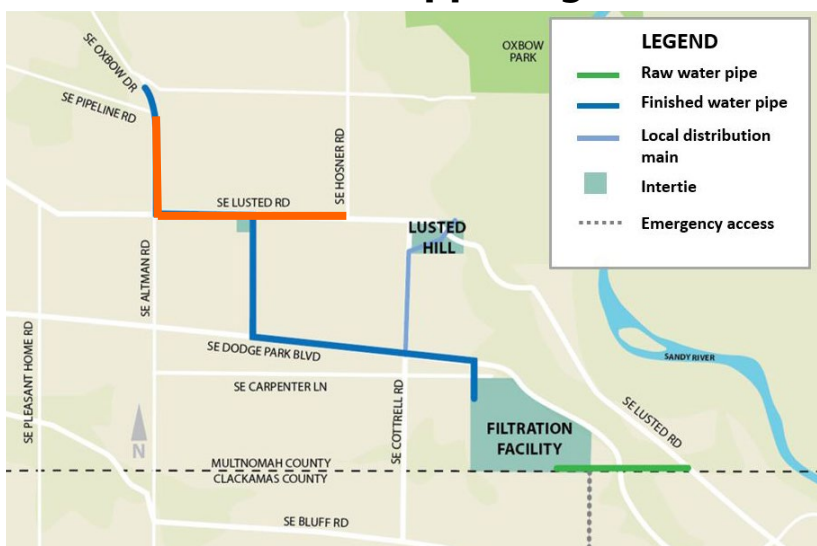 SE OXBOW DR
SE PIPELINE RD
OXBOW
PARK
LEGEND
Raw water pipe
Finished water pipe
Local distribution
main
Intertie
Emergency access
SE HOSNER RD
SE LUSTED RD
LUSTED
HILL
SE ALTMAN RD
SE DODGE PARK BLVD
SE CARPENTER LN
SE PLEASANT HOME RD
SE COTTRELL RD
SANDY RIVER
SE LUSTED RD
FILTRATION
FACILITY
N
MULTNOMAH COUNTY
CLACKAMAS COUNTY
SE BLUFF RD